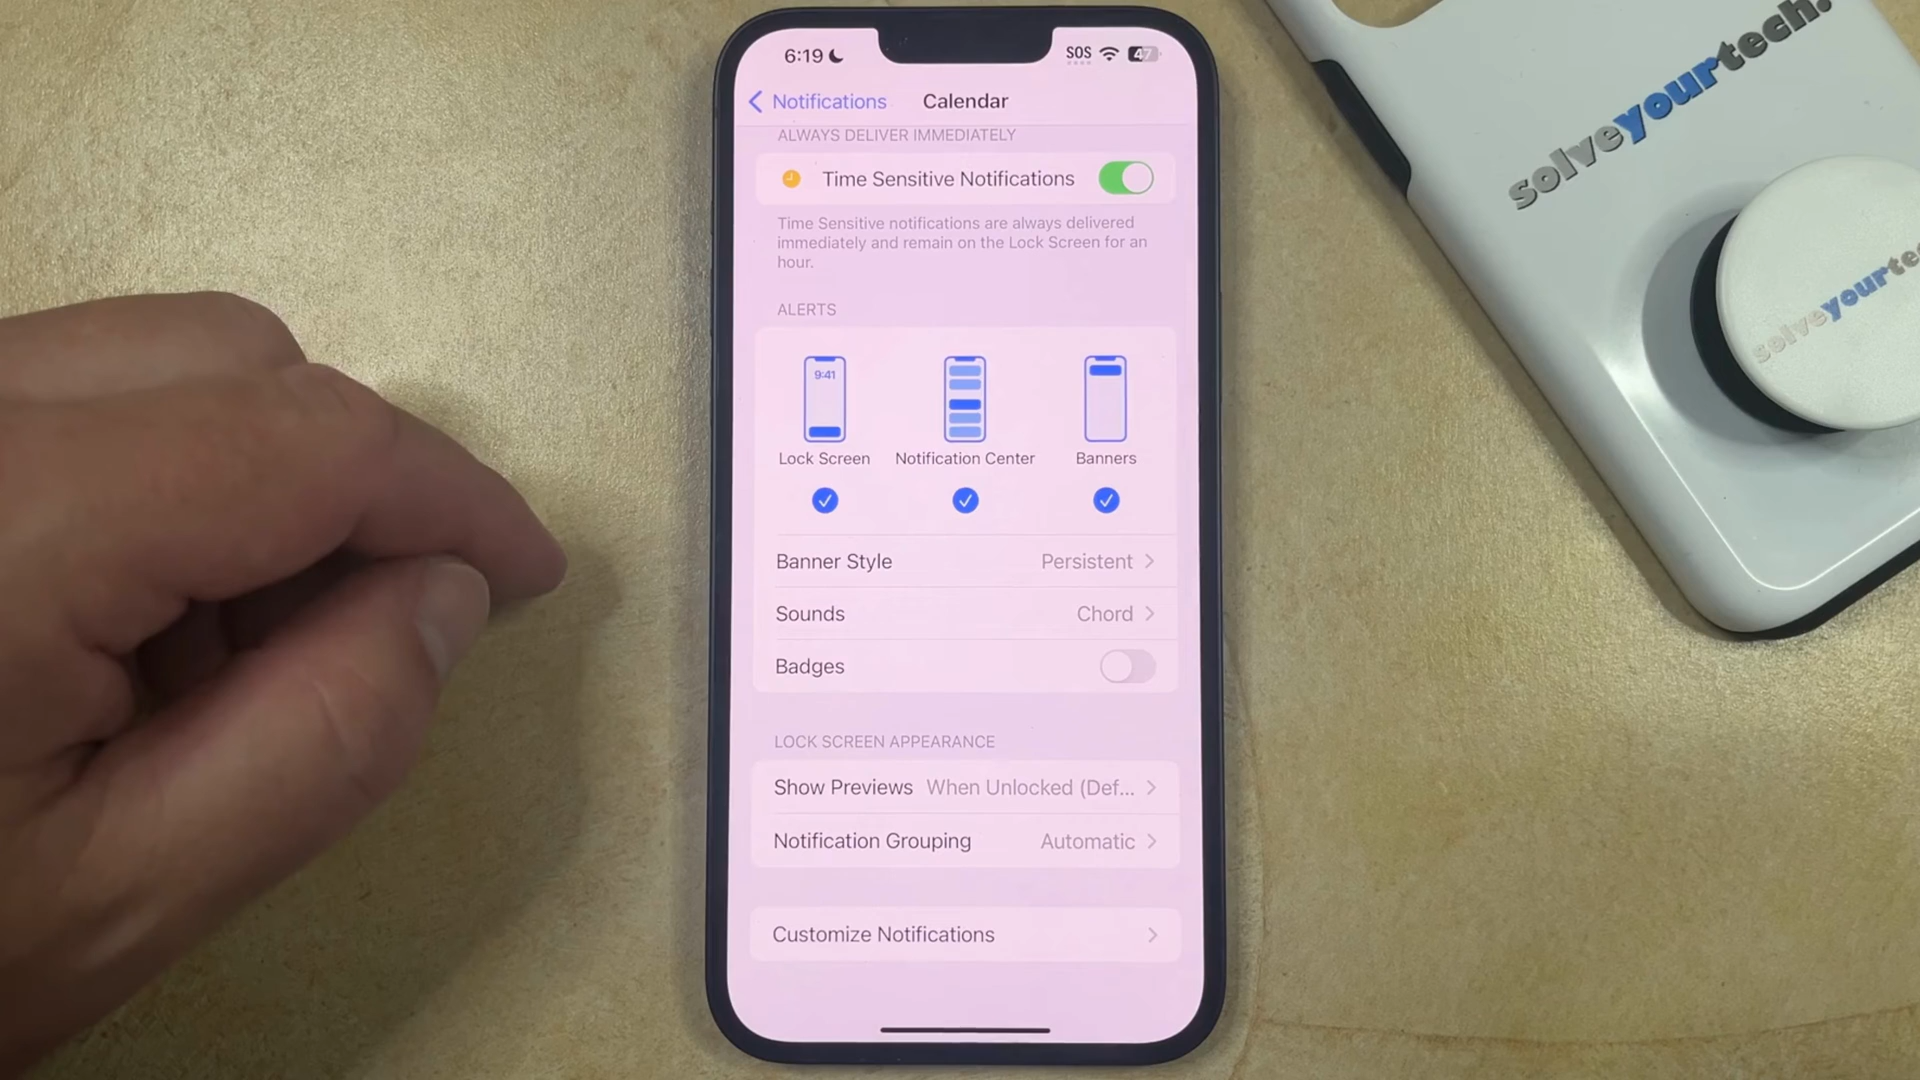 6:19
SOS
47
Notifications
Calendar
ALWAYS DELIVER IMMEDIATELY
Time Sensitive Notifications
Time Sensitive notifications are always delivered
immediately and remain on the Lock Screen for an
hour.
ALERTS
9:41
Lock Screen
Notification Center
Banners
Banner Style
Persistent
Sounds
Chord
Badges
LOCK SCREEN APPEARANCE
Show Previews
When Unlocked (Def...
Notification Grouping
Automatic
Customize Notifications
solveyourtech.
solveyourte